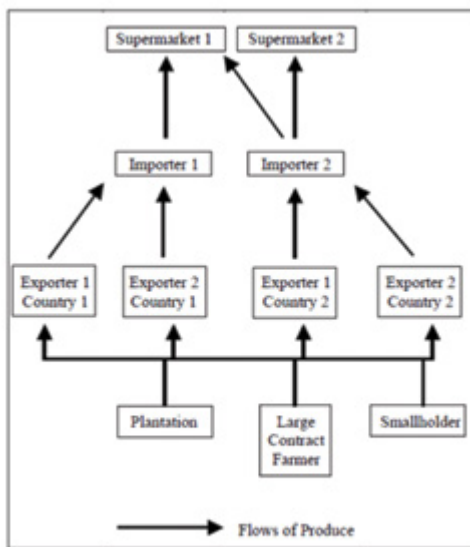 Supermarket 1
Supermarket 2
Importer 1
Importer 2
Exporter 1
Country 1
Exporter 2
Country 1
Exporter 1
Country 2
Exporter 2
Country 2
Plantation
Large
Contract
Farmer
Smallholder
Flows of Produce